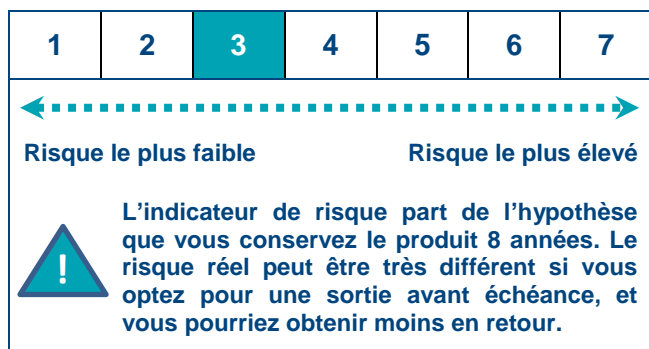 1 2 3 4 5 6 7
Risque le plus faible Risque le plus élevé
L’indicateur de risque part de l’hypothèse
que vous conservez le produit 8 années. Le
risque réel peut être très différent si vous
optez pour une sortie avant échéance, et
vous pourriez obtenir moins en retour.
!